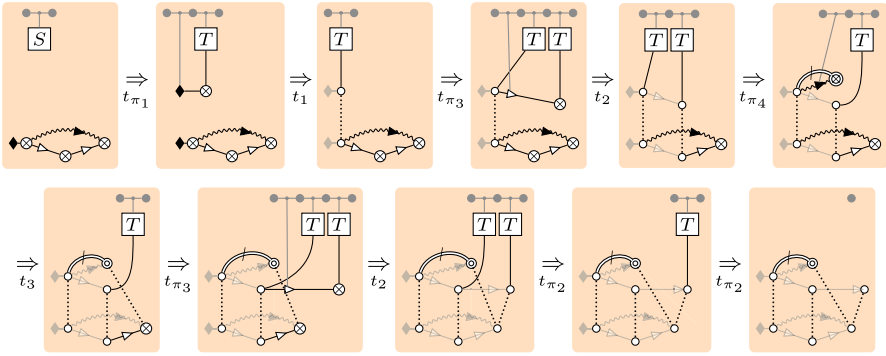 S T T T T T T T
⇒ ⇒ ⇒ ⇒ ⇒
tπ1 t1 tπ3 t2 tπ4
T T T T T T
⇒ ⇒ ⇒ ⇒ ⇒
t3 tπ3 t2 tπ2 tπ2